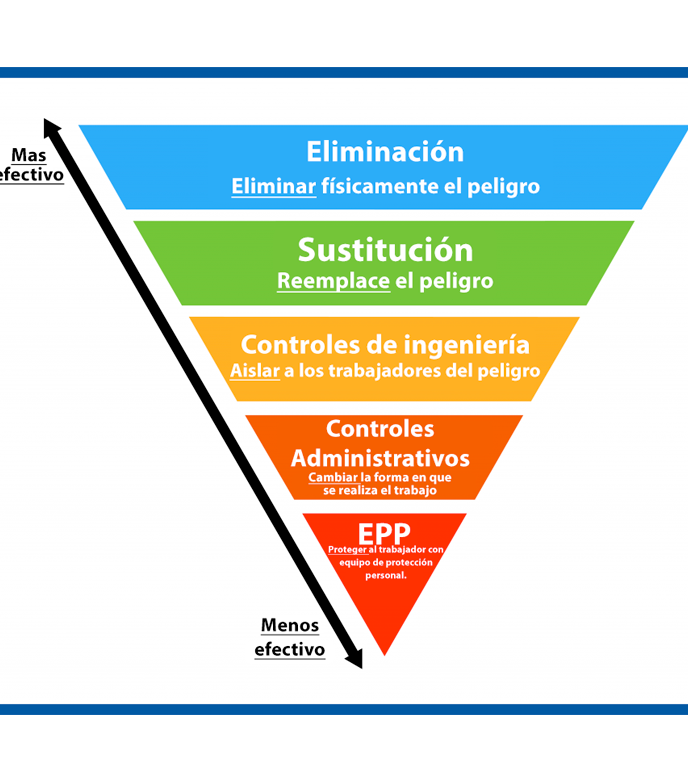 Mas
efectivo
Eliminación
Eliminar físicamente el peligro
Sustitución
Reemplace el peligro
Controles de ingeniería
Aislar a los trabajadores del peligro
Controles
Administrativos
Cambiar la forma en que
se realiza el trabajo
EPP
Proteger al trabajador con
equipo de protección
personal.
Menos
efectivo